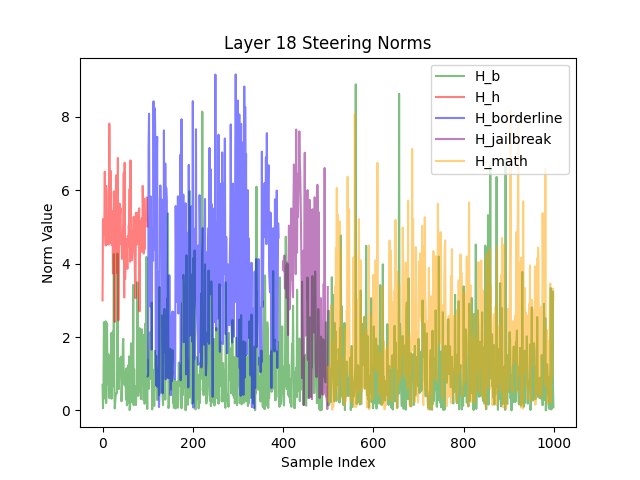 Layer 18 Steering Norms
H_b
H_h
H_borderline
H_jailbreak
H_math
Norm Value
8
6
4
2
0
0
200
400
600
800
1000
Sample Index